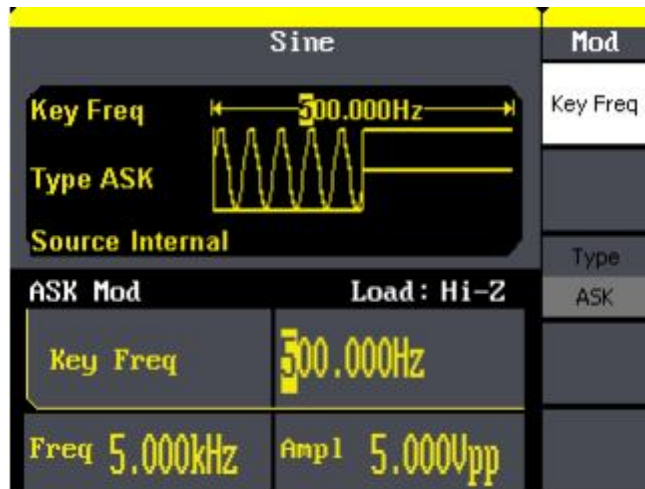 Sine
Mod
Key Freq 500.000Hz
Key Freq
Type ASK
Source Internal
Type
ASK
ASK Mod Load: Hi-Z
Key Freq 500.000Hz
Freq 5.000kHz Ampl 5.000Vpp